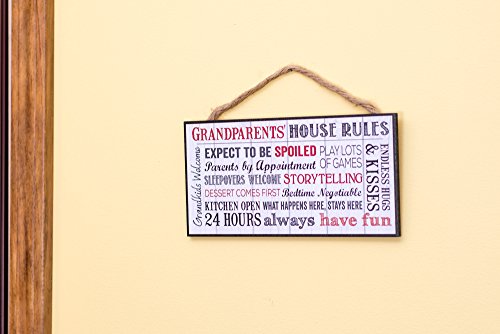 GRANDPARENTS' HOUSE RULES
Grandkids Welcome
EXPECT TO BE SPOILED
PLAY LOTS
OF GAMES
Parents by Appointment
SLEEPOVERS WELCOME STORYTELLING
DESSERT COMES FIRST Bedtime Negotiable
KITCHEN OPEN WHAT HAPPENS HERE, STAYS HERE
24 HOURS always have fun
ENDLESS HUGS
& KISSES